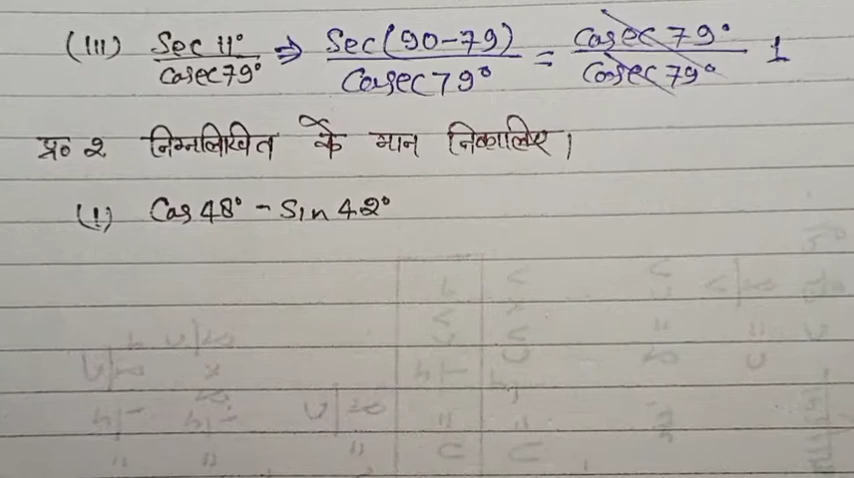 (III) Sec 11° / Cosec 79° ⇒ Sec(90-79) / Cosec 79° = Cosec 79° / Cosec 79° 1
प्र० २ निम्नलिखित के मान निकालिए।
(I) Cos 48° - Sin 42°